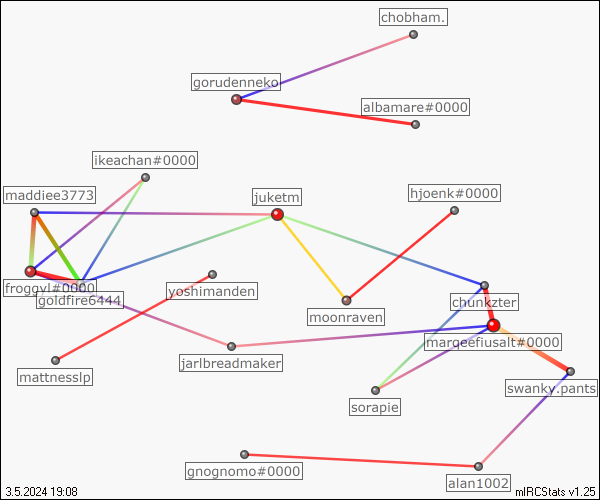 chobham.
gorudenneko
albamare#0000
ikeachan#0000
maddiee3773
juketm
hjoenk#0000
froggyl#0000
goldfire6444
yoshimanden
moonraven
chunkzter
marqeefiusalt#0000
jarlbreadmaker
mattnesslp
swanky.pants
sorapie
gnognomo#0000
alan1002
3.5.2024 19:08
mIRCStats v1.25